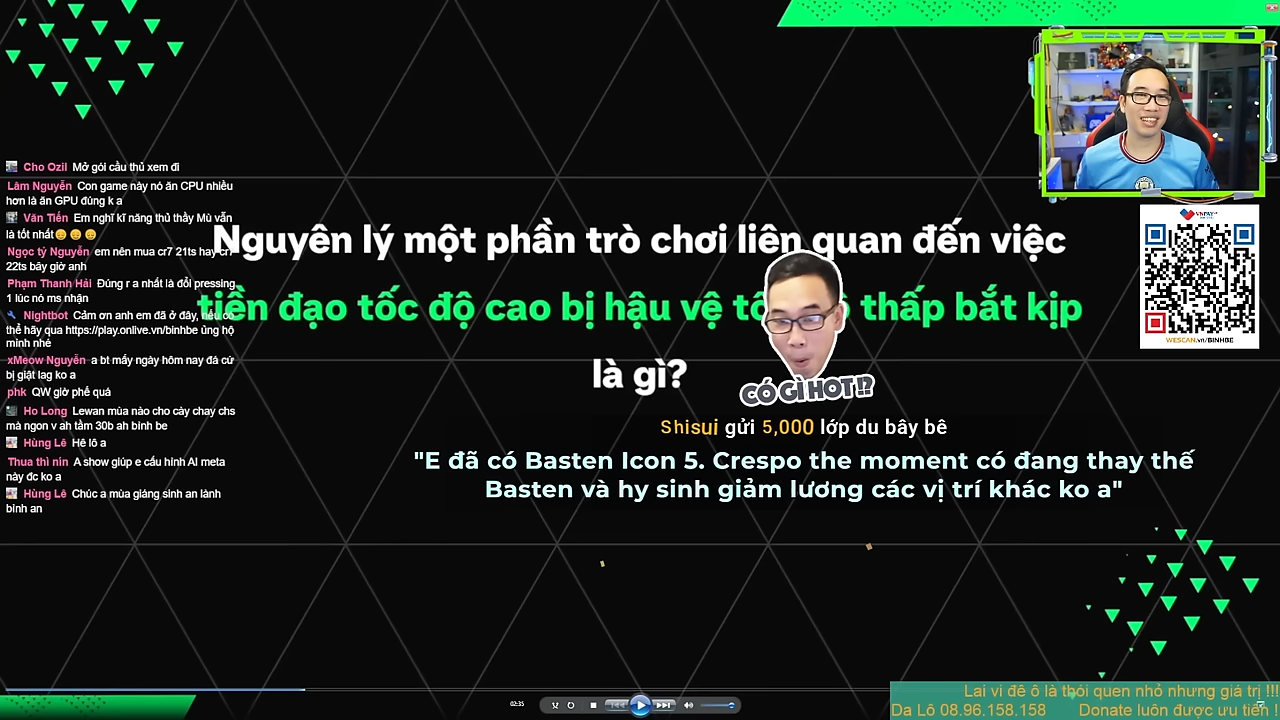 Cho Ozil Mở gói cầu thủ xem đi
Lâm Nguyễn Con game này nó ăn CPU nhiều
hơn là ăn GPU đúng k a
Văn Tiến Em nghĩ kĩ năng thủ thầy Mù vẫn
là tốt nhất😞😞😞
Ngọc tỷ Nguyễn em nên mua cr7 21ts hay cr7
22ts bây giờ anh
Phạm Thanh Hải Đúng r a nhất là đổi pressing
1 lúc nó ms nhận
Nightbot Cảm ơn anh em đã ở đây, nếu có
thể hãy qua https://play.onlive.vn/binhbe ủng hộ
mình nhé
xMeow Nguyễn a bt mấy ngày hôm nay đá cứ
bị giật lag ko a
phk QW giờ phế quá
Ho Long Lewan mùa nào cho cày chay chs
mà ngon v ah tầm 30b ah binh be
Hùng Lê Hê lô a
Thua thì nín A show giúp e cấu hình AI meta
này đc ko a
Hùng Lê Chúc a mùa giáng sinh an lành
bình an
Nguyên lý một phần trò chơi liên quan đến việc
tiền đạo tốc độ cao bị hậu vệ thấp bắt kịp
là gì?
CÓ GÌ HOT!?
Shisui gửi 5,000 lớp du bây bê
"E đã có Basten Icon 5. Crespo the moment có đang thay thế
Basten và hy sinh giảm lương các vị trí khác ko a"
VNPAY
WESCAN.vn/BINHBE
02:35
Lai vi đê ô là thói quen nhỏ nhưng giá trị !!!
Da Lô 08.96.158.158 Donate luôn được ưu tiên !